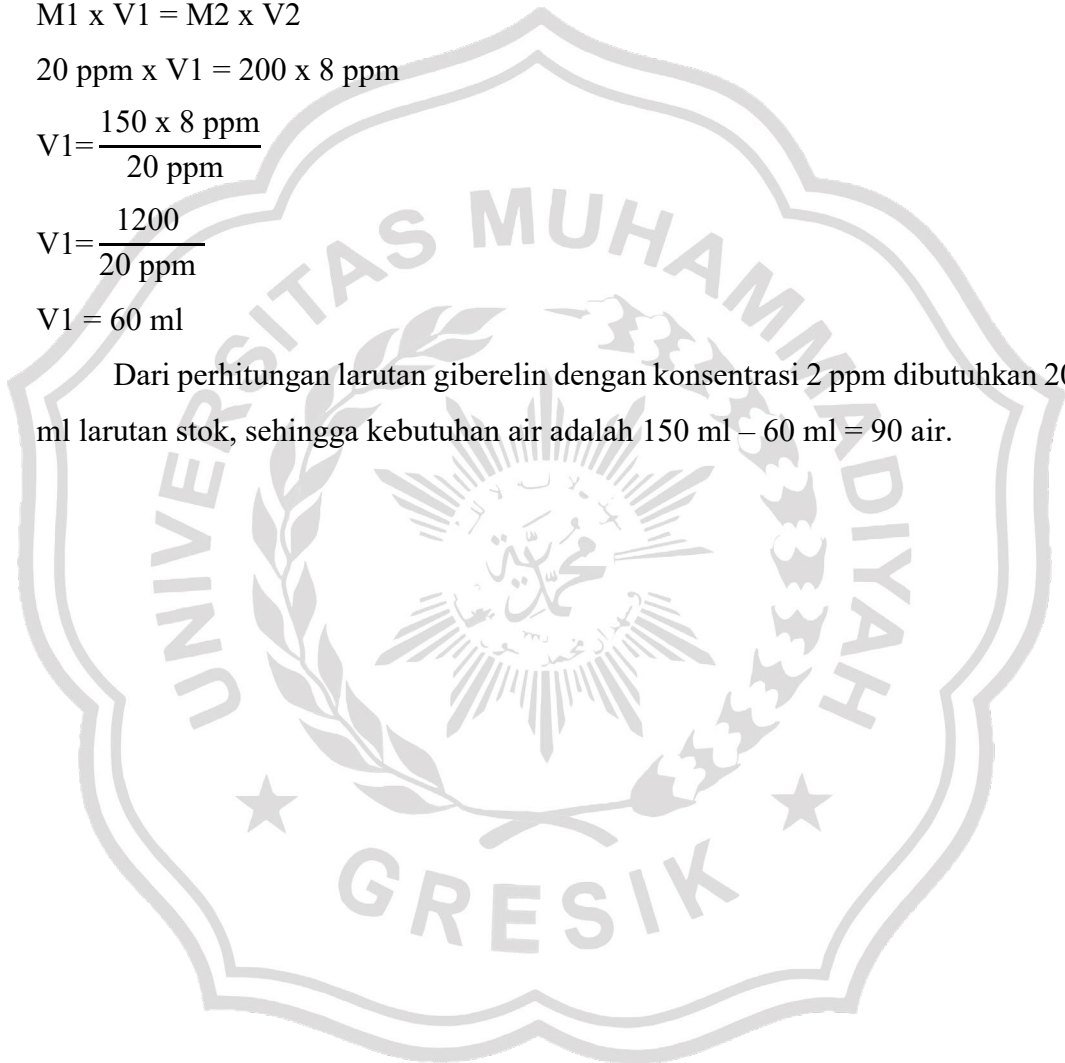 M1 x V1 = M2 x V2
20 ppm x V1 = 200 x 8 ppm
V1=150 x 8 ppm/20 ppm
V1=1200/20 ppm
V1 = 60 ml
Dari perhitungan larutan giberelin dengan konsentrasi 2 ppm dibutuhkan 20
ml larutan stok, sehingga kebutuhan air adalah 150 ml – 60 ml = 90 air.
UNIVERSITAS MUHAMMADIYAH
GRESIK